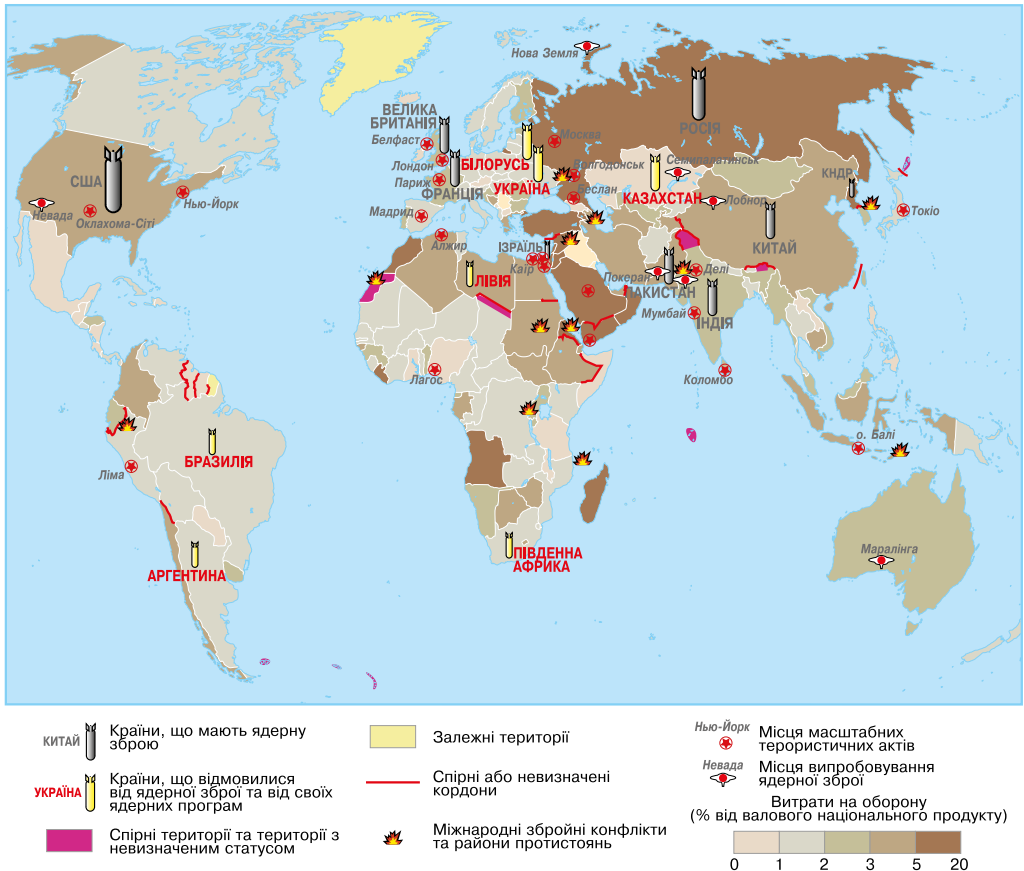 Нова Земля
ВЕЛИКА
БРИТАНІЯ
РОСІЯ
Белфаст
Москва
БІЛОРУСЬ
Лондон
Волгодонськ
Семипалатинськ
США
Париж
УКРАЇНА
КНДР
ФРАНЦІЯ
Беслан
КАЗАХСТАН
Лобнор
Нью-Йорк
Невада
Оклахома-Сіті
Мадрид
Токіо
Алжир
ІЗРАЇЛЬ
КИТАЙ
Каїр
Делі
ЛІВІЯ
Покеран
ПАКИСТАН
Мумбай
ІНДІЯ
Лагос
Коломбо
о. Балі
БРАЗИЛІЯ
Ліма
Маралінга
ПІВДЕННА
АФРИКА
АРГЕНТИНА
КИТАЙ
Країни, що мають ядерну
зброю
УКРАЇНА
Країни, що відмовилися
від ядерної зброї та від своїх
ядерних програм
Спірні території та території з
невизначеним статусом
Залежні території
Спірні або невизначені
кордони
Міжнародні збройні конфлікти
та райони протистоянь
Нью-Йорк
Місця масштабних
терористичних актів
Невада
Місця випробовування
ядерної зброї
Витрати на оборону
(% від валового національного продукту)
0 1 2 3 5 20